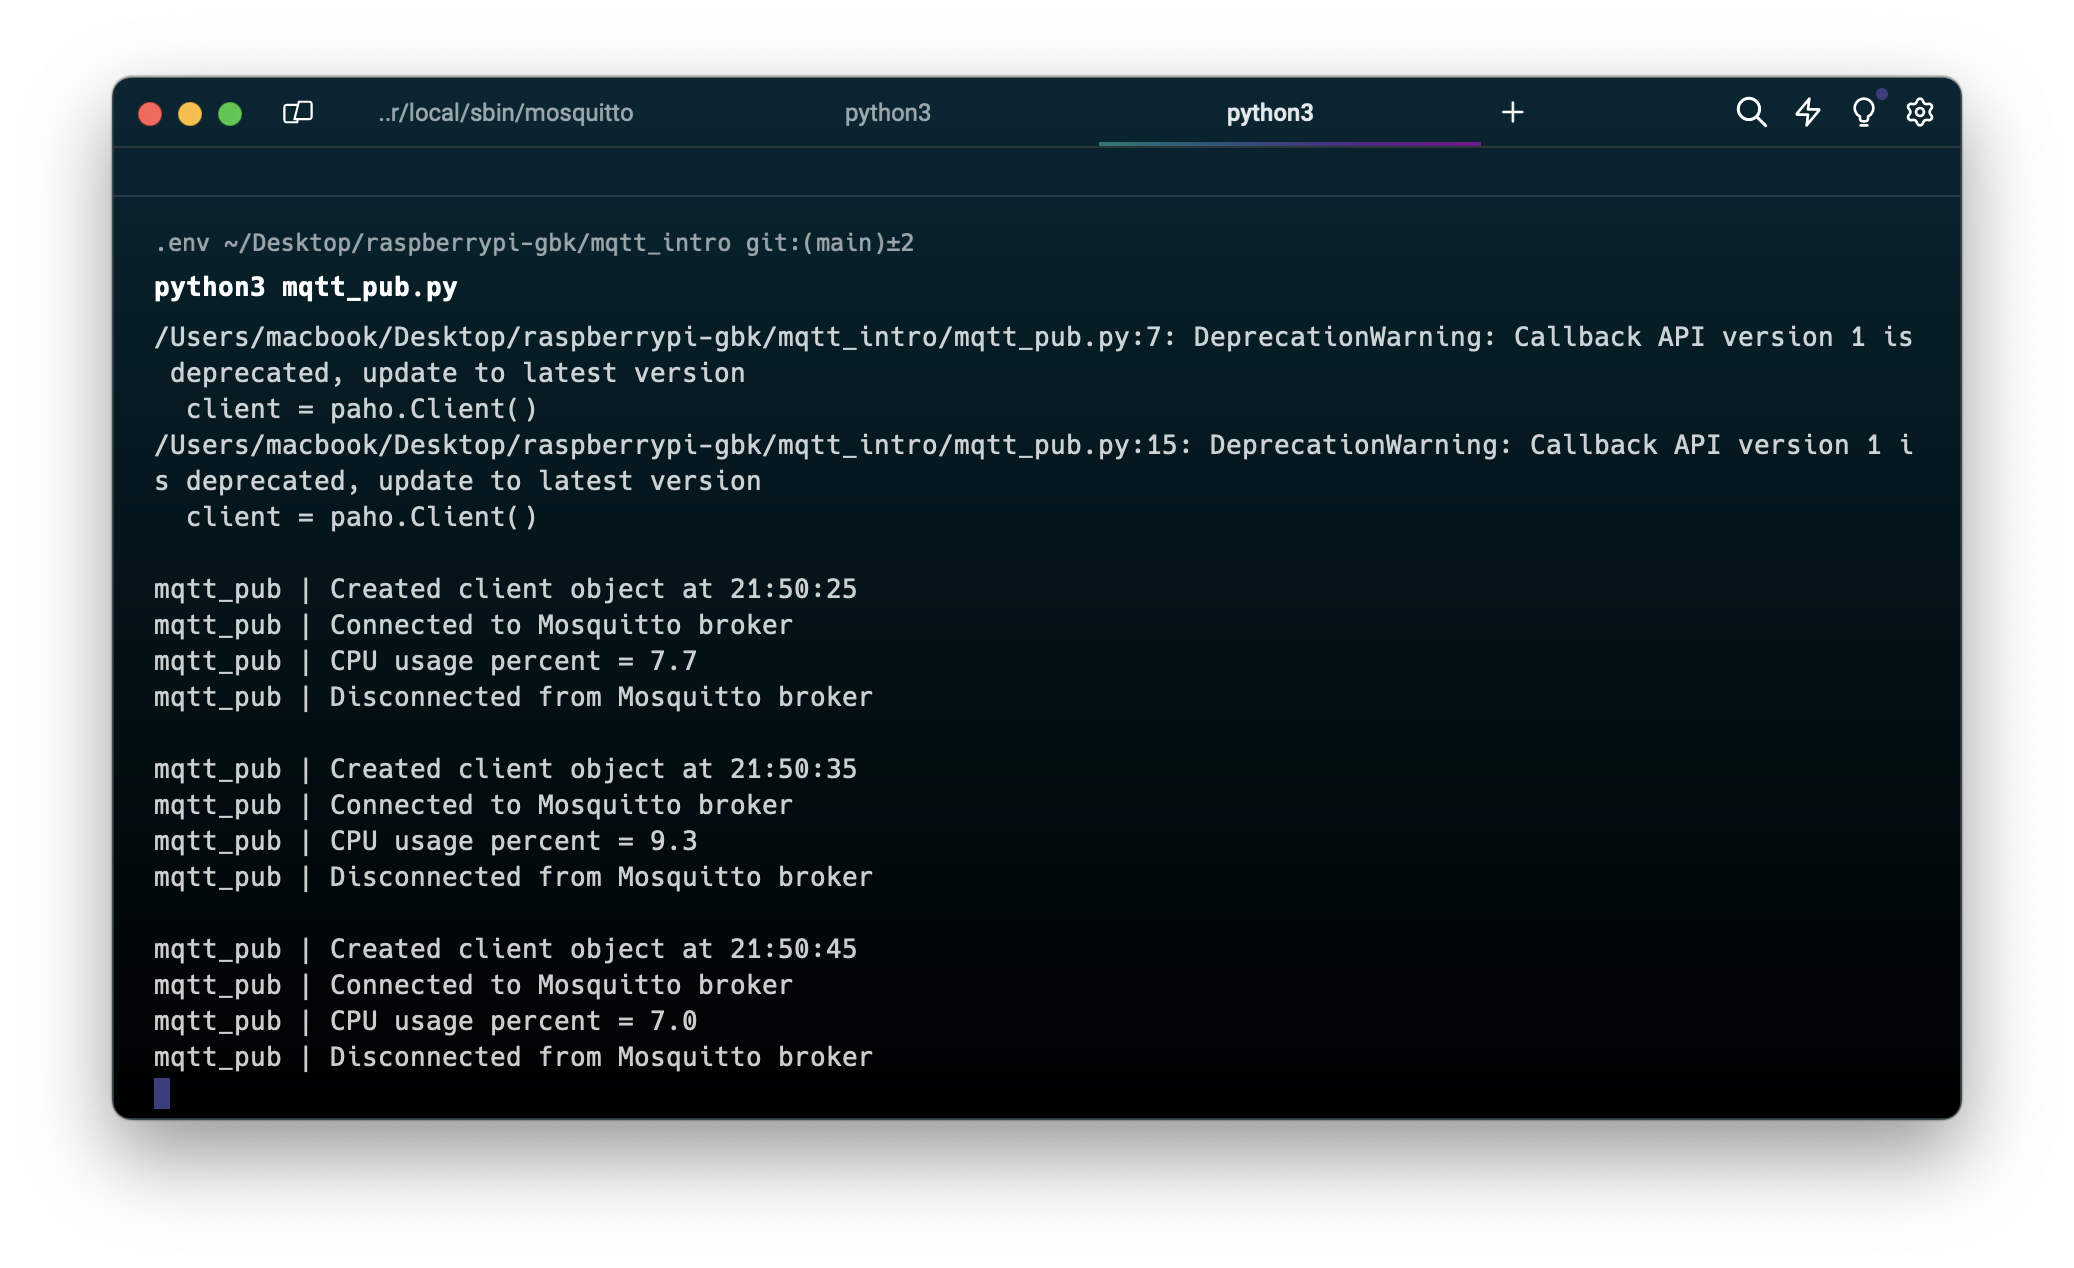 ..r/local/sbin/mosquitto
python3
python3
.env ~/Desktop/raspberrypi-gbk/mqtt_intro git:(main)±2
python3 mqtt_pub.py
/Users/macbook/Desktop/raspberrypi-gbk/mqtt_intro/mqtt_pub.py:7: DeprecationWarning: Callback API version 1 is
 deprecated, update to latest version
  client = paho.Client()
/Users/macbook/Desktop/raspberrypi-gbk/mqtt_intro/mqtt_pub.py:15: DeprecationWarning: Callback API version 1 i
s deprecated, update to latest version
  client = paho.Client()
mqtt_pub | Created client object at 21:50:25
mqtt_pub | Connected to Mosquitto broker
mqtt_pub | CPU usage percent = 7.7
mqtt_pub | Disconnected from Mosquitto broker
mqtt_pub | Created client object at 21:50:35
mqtt_pub | Connected to Mosquitto broker
mqtt_pub | CPU usage percent = 9.3
mqtt_pub | Disconnected from Mosquitto broker
mqtt_pub | Created client object at 21:50:45
mqtt_pub | Connected to Mosquitto broker
mqtt_pub | CPU usage percent = 7.0
mqtt_pub | Disconnected from Mosquitto broker